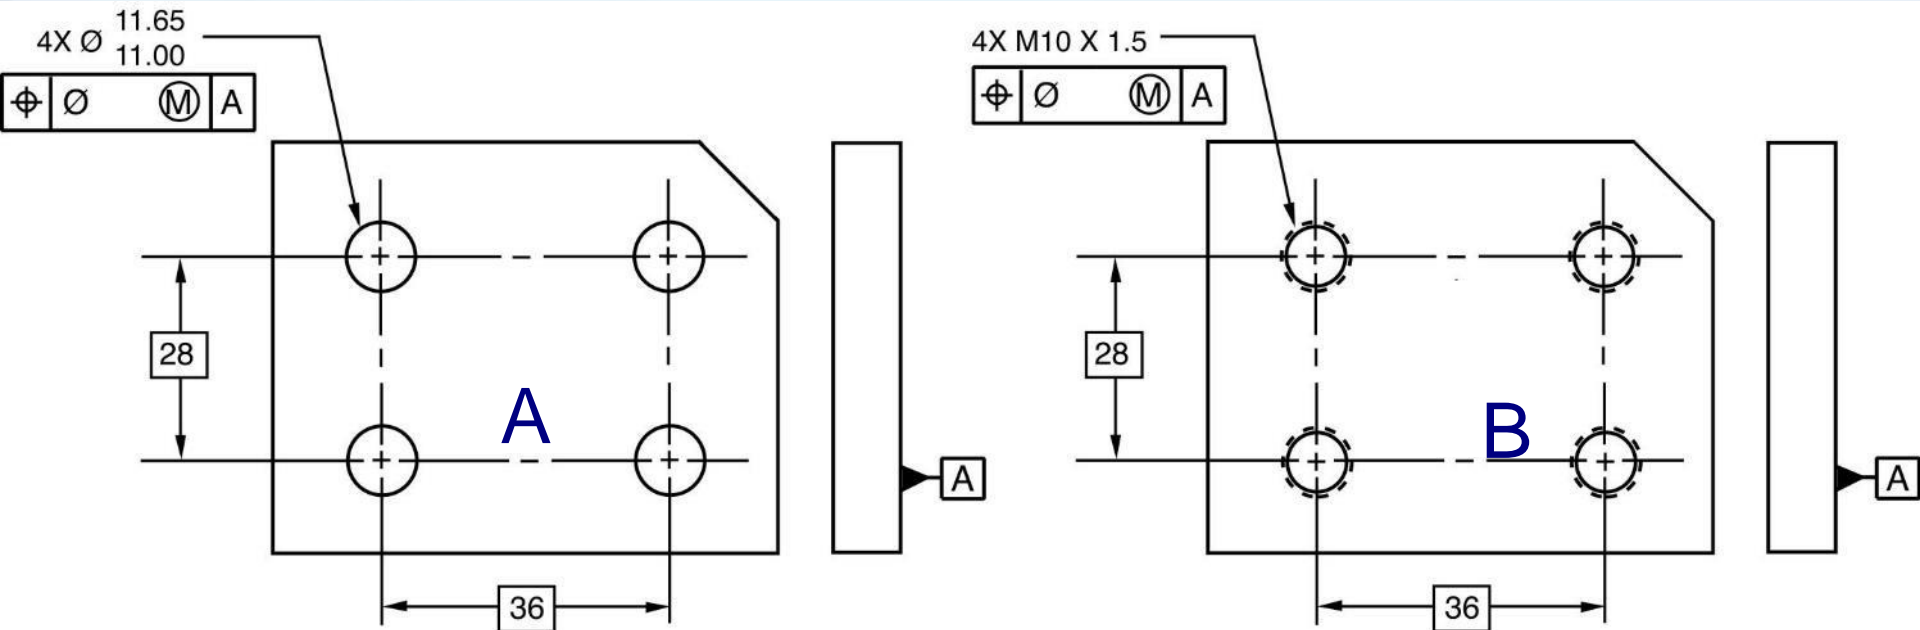 11.65
4X Ø
11.00
⌖ Ø Ⓜ A
28
A
A
36
4X M10 X 1.5
⌖ Ø Ⓜ A
28
B
A
36